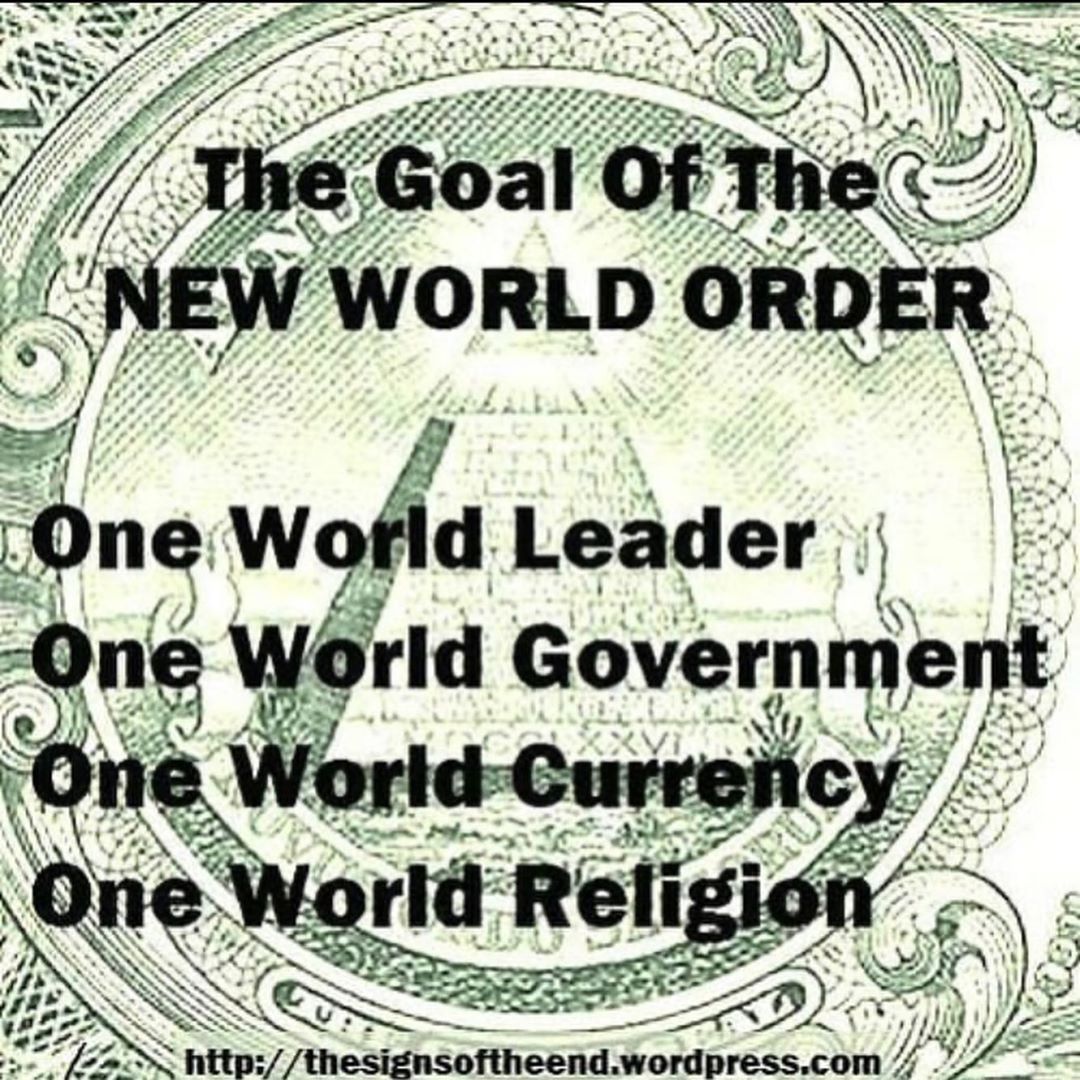 The Goal Of The
NEW WORLD ORDER
One World Leader
One World Government
One World Currency
One World Religion
http://thesignsoftheend.wordpress.com